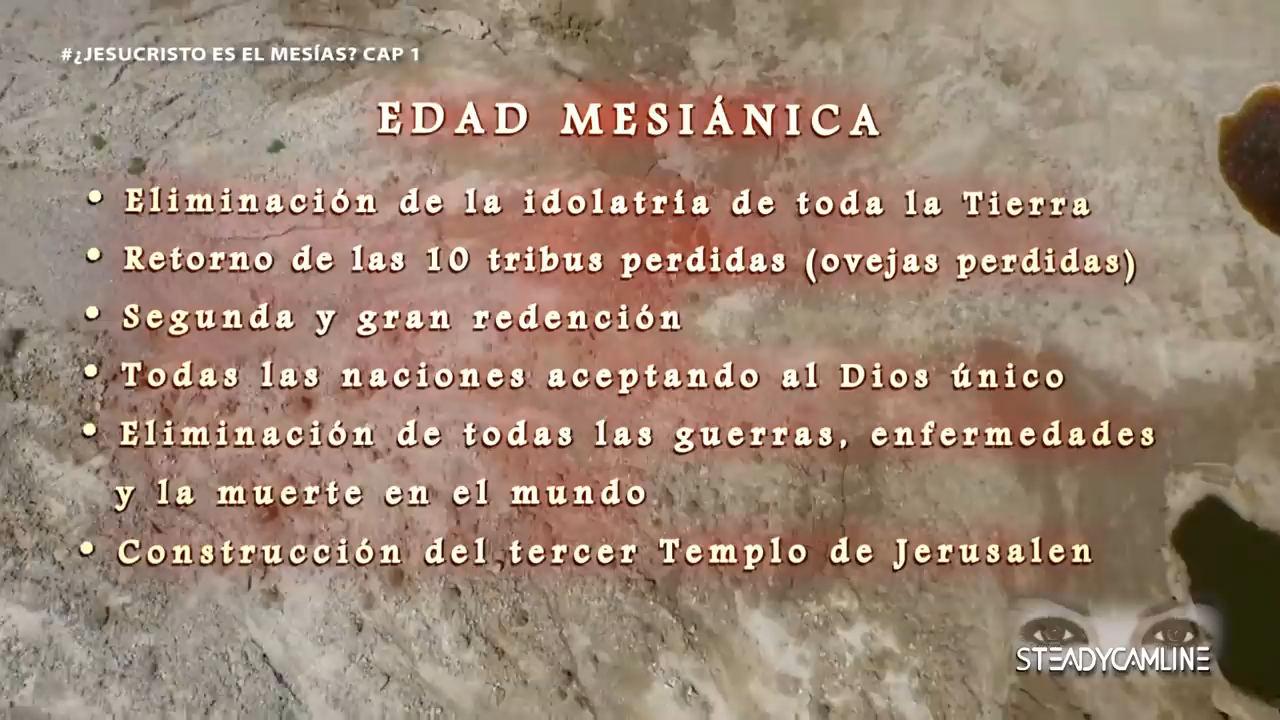 #¿JESUCRISTO ES EL MESÍAS? CAP 1
EDAD MESIÁNICA
• Eliminación de la idolatría de toda la Tierra
• Retorno de las 10 tribus perdidas (ovejas perdidas)
• Segunda y gran redención
• Todas las naciones aceptando al Dios único
• Eliminación de todas las guerras, enfermedades
y la muerte en el mundo
• Construcción del tercer Templo de Jerusalen
STEADYCAMLINE